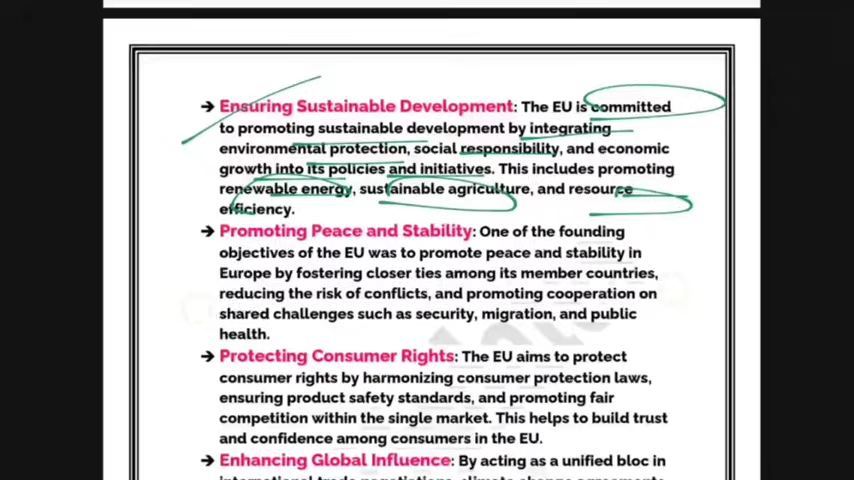 → Ensuring Sustainable Development: The EU is committed
to promoting sustainable development by integrating
environmental protection, social responsibility, and economic
growth into its policies and initiatives. This includes promoting
renewable energy, sustainable agriculture, and resource
efficiency.
→ Promoting Peace and Stability: One of the founding
objectives of the EU was to promote peace and stability in
Europe by fostering closer ties among its member countries,
reducing the risk of conflicts, and promoting cooperation on
shared challenges such as security, migration, and public
health.
→ Protecting Consumer Rights: The EU aims to protect
consumer rights by harmonizing consumer protection laws,
ensuring product safety standards, and promoting fair
competition within the single market. This helps to build trust
and confidence among consumers in the EU.
→ Enhancing Global Influence: By acting as a unified bloc in
international trade negotiations, climate change agreements